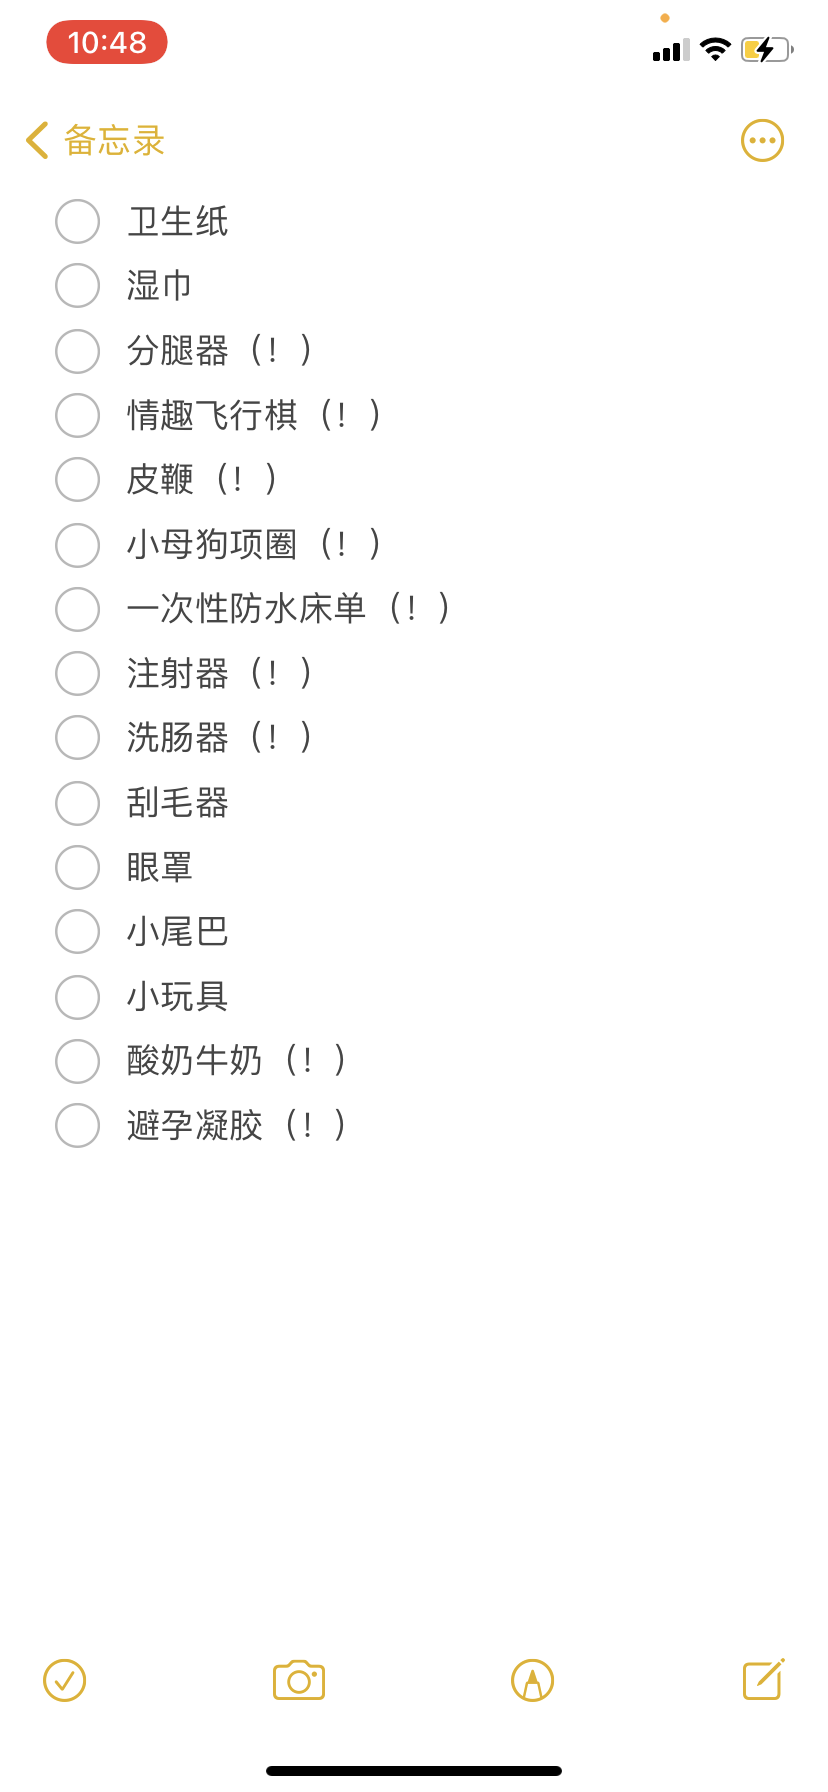 10:48
备忘录
卫生纸
湿巾
分腿器（！）
情趣飞行棋（！）
皮鞭（！）
小母狗项圈（！）
一次性防水床单（！）
注射器（！）
洗肠器（！）
刮毛器
眼罩
小尾巴
小玩具
酸奶牛奶（！）
避孕凝胶（！）